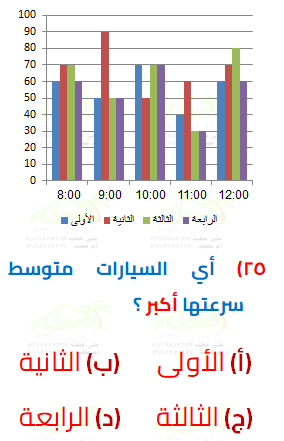 100
90
80
70
60
50
40
30
20
10
0
8:00 9:00 10:00 11:00 12:00
الأولى الثانية الثالثة الرابعة
٢٥) أي السيارات متوسط
سرعتها أكبر ؟
(أ) الأولى (ب) الثانية
(ج) الثالثة (د) الرابعة